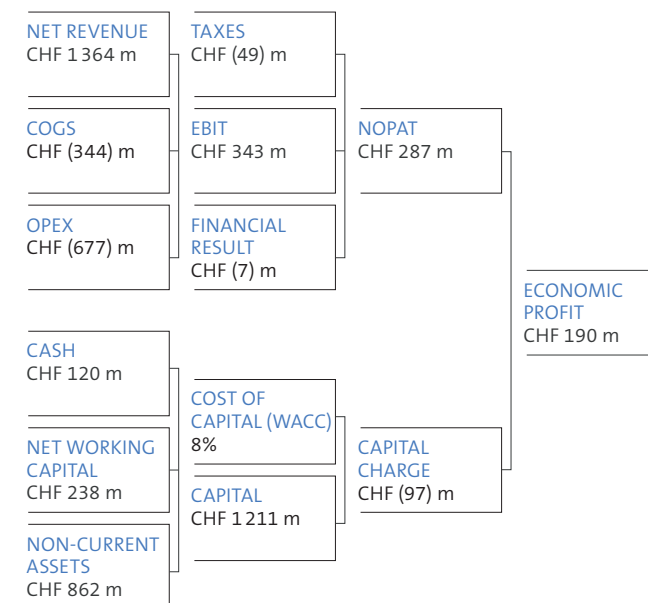 NET REVENUE
CHF 1 364 m
COGS
CHF (344) m
OPEX
CHF (677) m
TAXES
CHF (49) m
EBIT
CHF 343 m
FINANCIAL
RESULT
CHF (7) m
NOPAT
CHF 287 m
ECONOMIC
PROFIT
CHF 190 m
CASH
CHF 120 m
NET WORKING
CAPITAL
CHF 238 m
NON-CURRENT
ASSETS
CHF 862 m
COST OF
CAPITAL (WACC)
8%
CAPITAL
CHF 1 211 m
CAPITAL
CHARGE
CHF (97) m